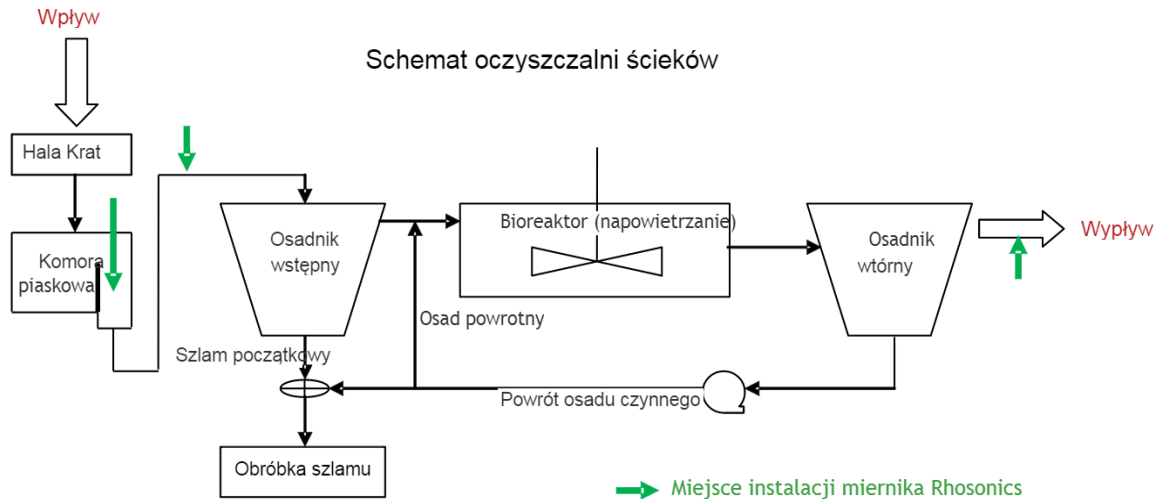 Wpływ
Schemat oczyszczalni ścieków
Hala Krat
Komora
piaskowa
Osadnik
wstępny
Bioreaktor (napowietrzanie)
Osadnik
wtórny
Wypływ
Osad powrotny
Szlam początkowy
Powrót osadu czynnego
Obróbka szlamu
Miejsce instalacji miernika Rhosonics